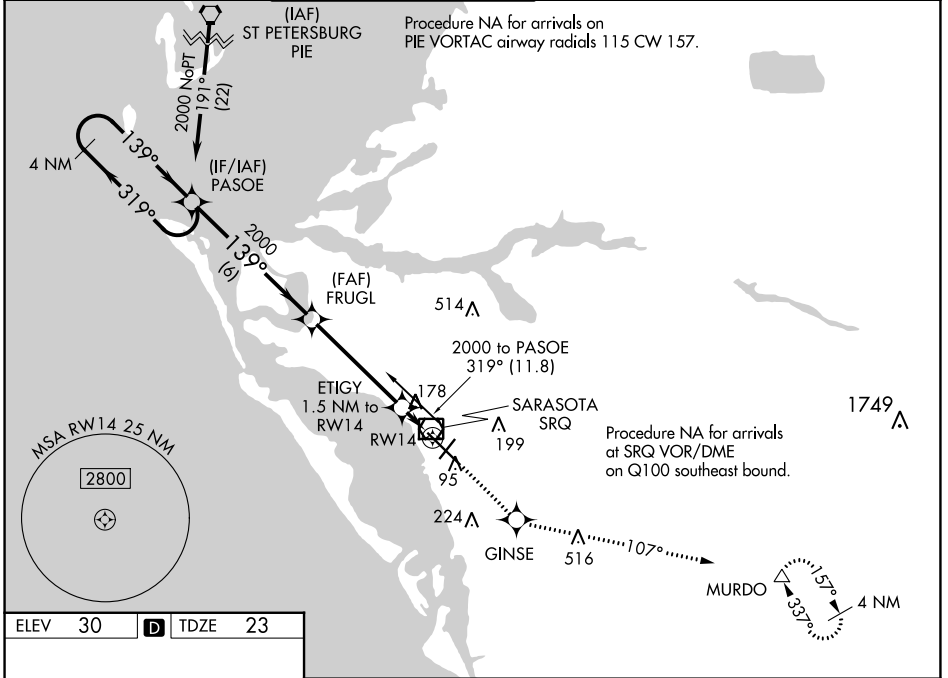 (IAF)
ST PETERSBURG
PIE
Procedure NA for arrivals on
PIE VORTAC airway radials 115 CW 157.
2000 NoPT
191°
(22)
4 NM
139°
319°
(IF/IAF)
PASOE
2000
139°
(6)
(FAF)
FRUGL
514
2000 to PASOE
319° (11.8)
ETIGY
1.5 NM to
RW14
178
SARASOTA
SRQ
RW14
199
1749
Procedure NA for arrivals
at SRQ VOR/DME
on Q100 southeast bound.
95
224
GINSE
516
107°
MURDO
157°
337°
4 NM
MSA RW14 25 NM
2800
ELEV 30 D TDZE 23